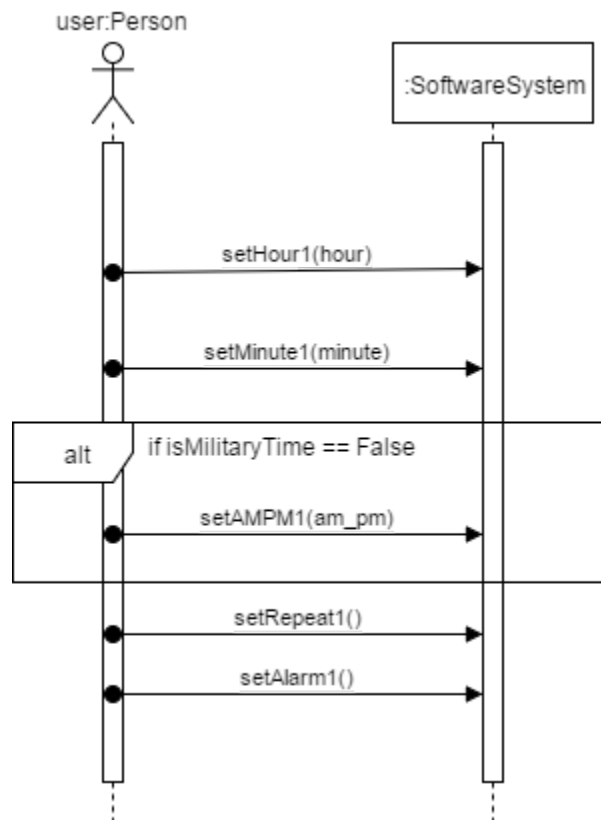 user:Person
:SoftwareSystem
setHour1(hour)
setMinute1(minute)
alt
if isMilitaryTime == False
setAMPM1(am_pm)
setRepeat1()
setAlarm1()